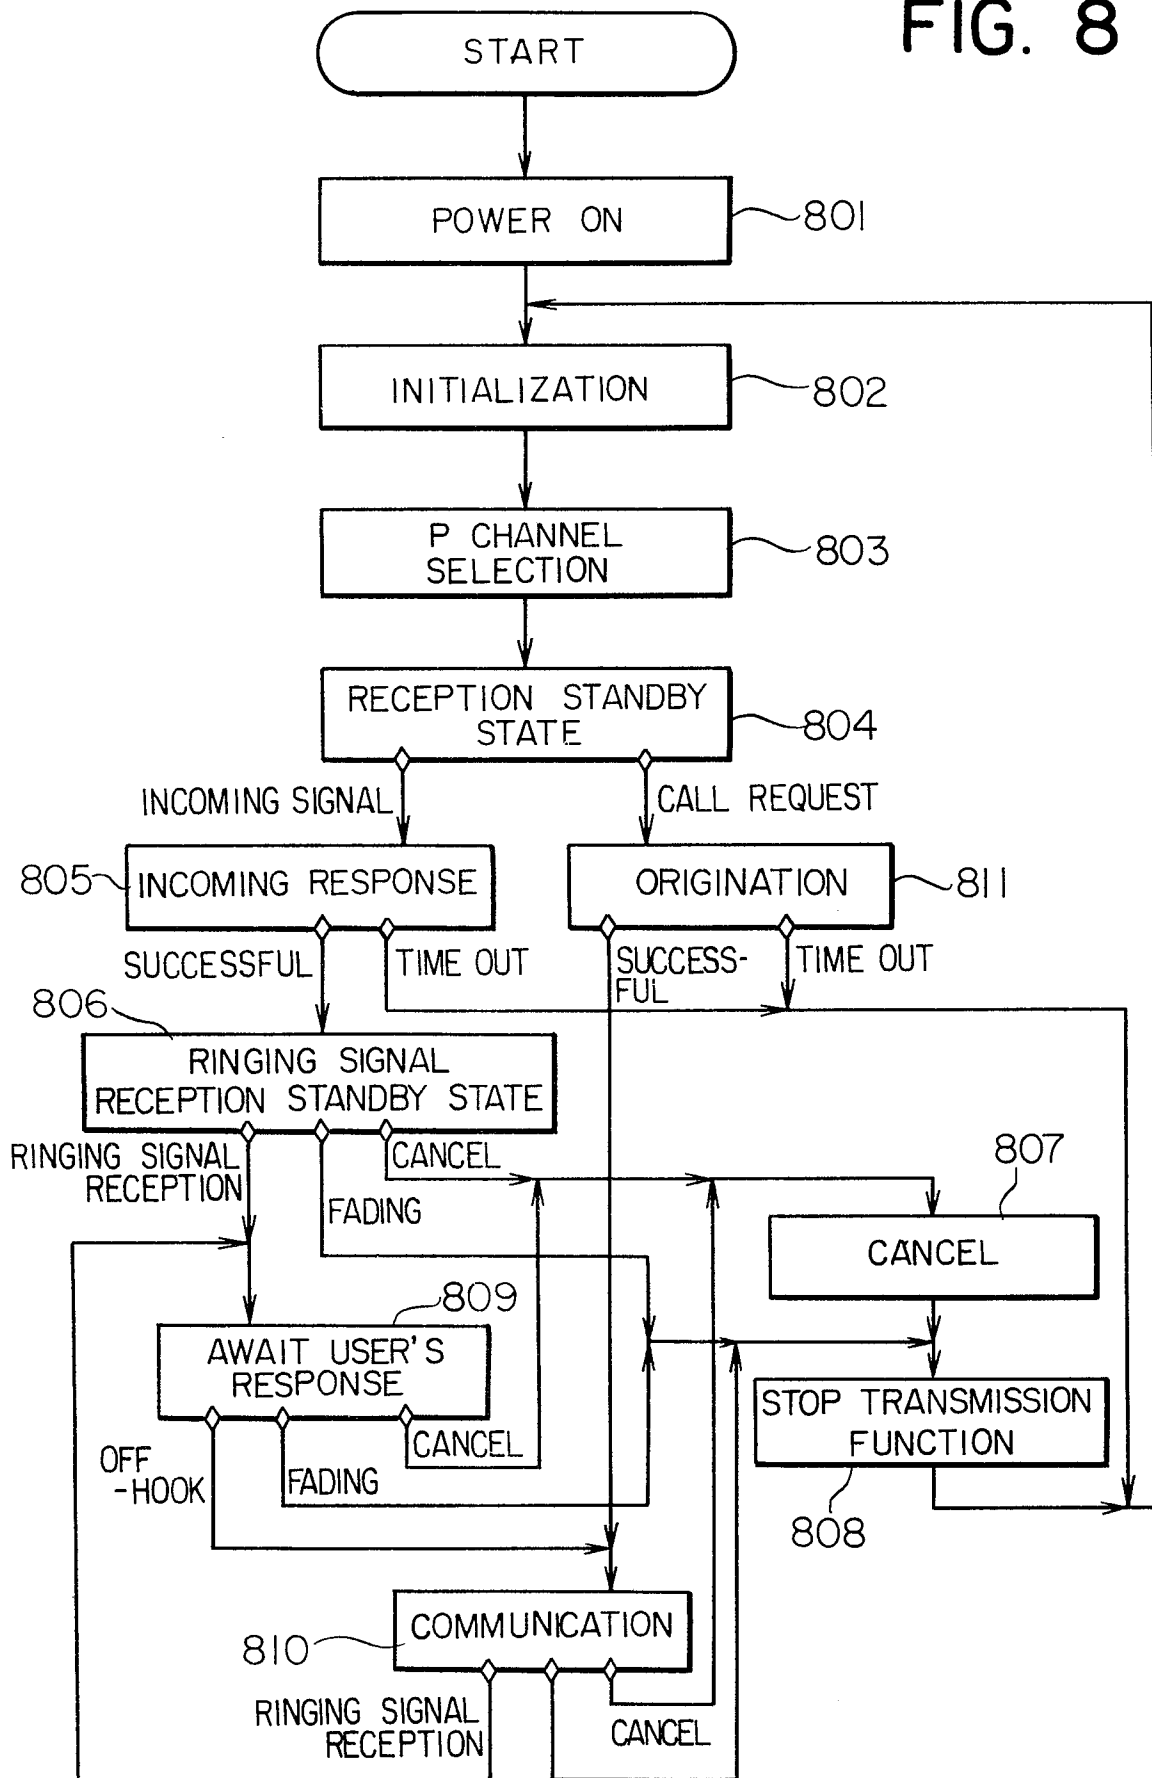 FIG. 8
START
POWER ON
801
INITIALIZATION
802
P CHANNEL
SELECTION
803
RECEPTION STANDBY
STATE
804
INCOMING SIGNAL
CALL REQUEST
805
INCOMING RESPONSE
ORIGINATION
811
SUCCESSFUL
TIME OUT
SUCCESS-
FUL
TIME OUT
806
RINGING SIGNAL
RECEPTION STANDBY STATE
RINGING SIGNAL
RECEPTION
CANCEL
FADING
807
CANCEL
809
AWAIT USER'S
RESPONSE
STOP TRANSMISSION
FUNCTION
808
OFF
-HOOK
FADING
CANCEL
COMMUNICATION
810
RINGING SIGNAL
RECEPTION
CANCEL